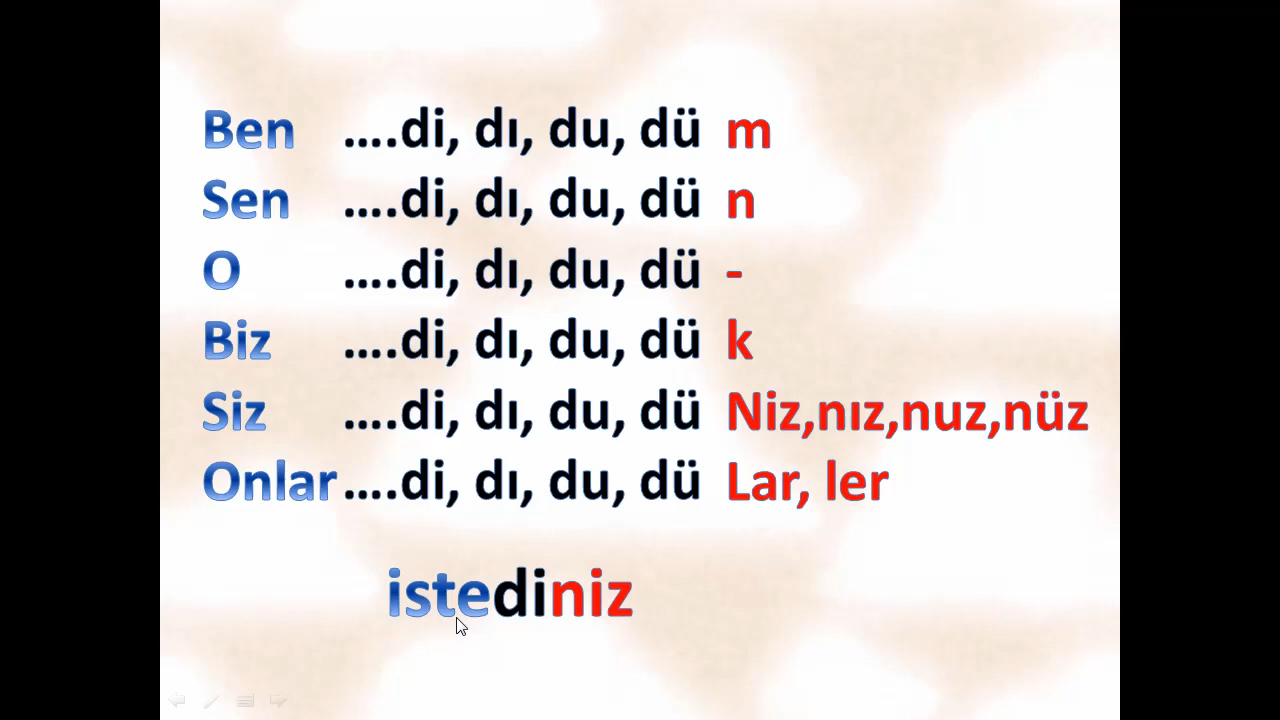 Ben ....di, dı, du, dü m
Sen ....di, dı, du, dü n
O ....di, dı, du, dü -
Biz ....di, dı, du, dü k
Siz ....di, dı, du, dü Niz,nız,nuz,nüz
Onlar....di, dı, du, dü Lar, ler
istediniz